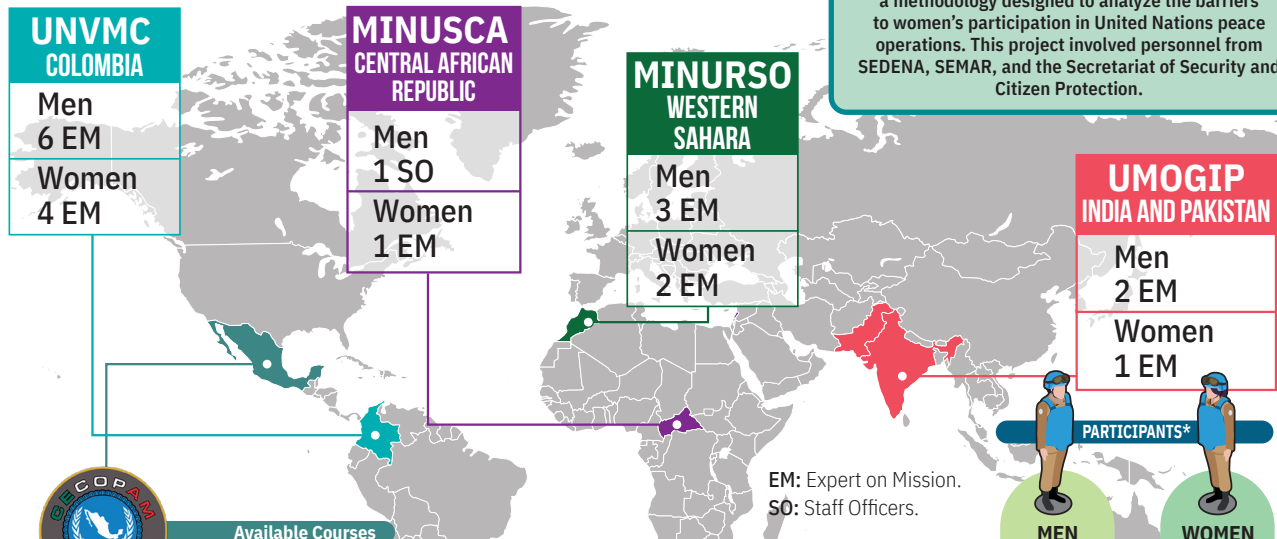 UNVMC
COLOMBIA
Men
6 EM
Women
4 EM
MINUSCA
CENTRAL AFRICAN
REPUBLIC
Men
1 SO
Women
1 EM
MINURSO
WESTERN
SAHARA
Men
3 EM
Women
2 EM
a methodology designed to analyze the barriers
to women's participation in United Nations peace
operations. This project involved personnel from
SEDENA, SEMAR, and the Secretariat of Security and
Citizen Protection.
UMOGIP
INDIA AND PAKISTAN
Men
2 EM
Women
1 EM
PARTICIPANTS*
MEN
WOMEN
EM: Expert on Mission.
SO: Staff Officers.
CECOPAM
Available Courses